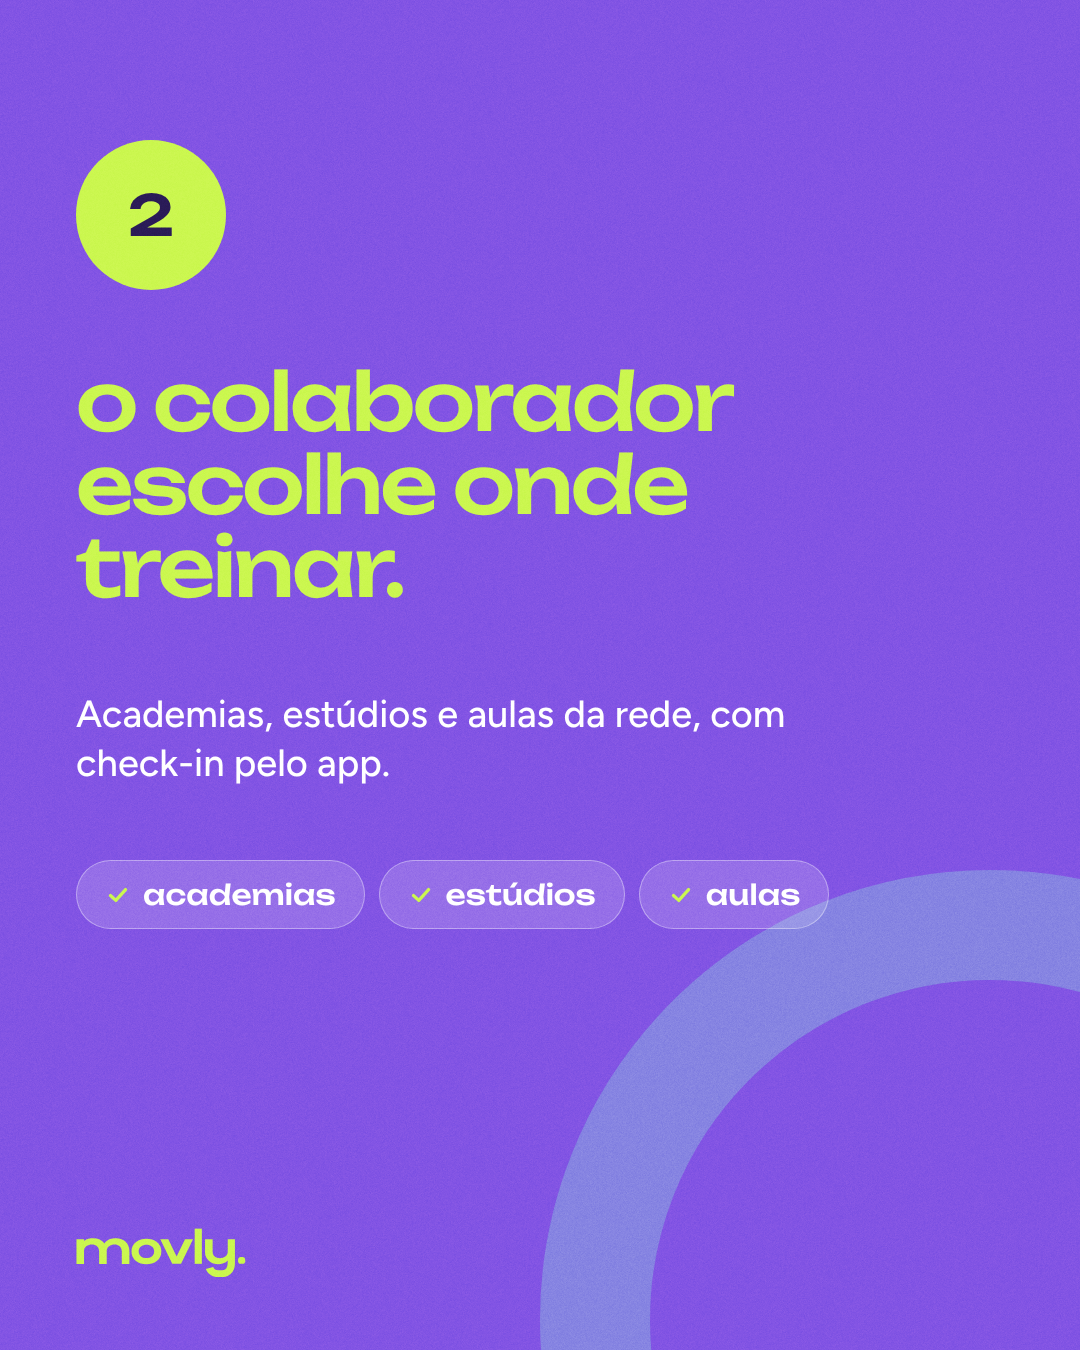 2
o colaborador
escolhe onde
treinar.
Academias, estúdios e aulas da rede, com
check-in pelo app.
academias estúdios aulas
movly.